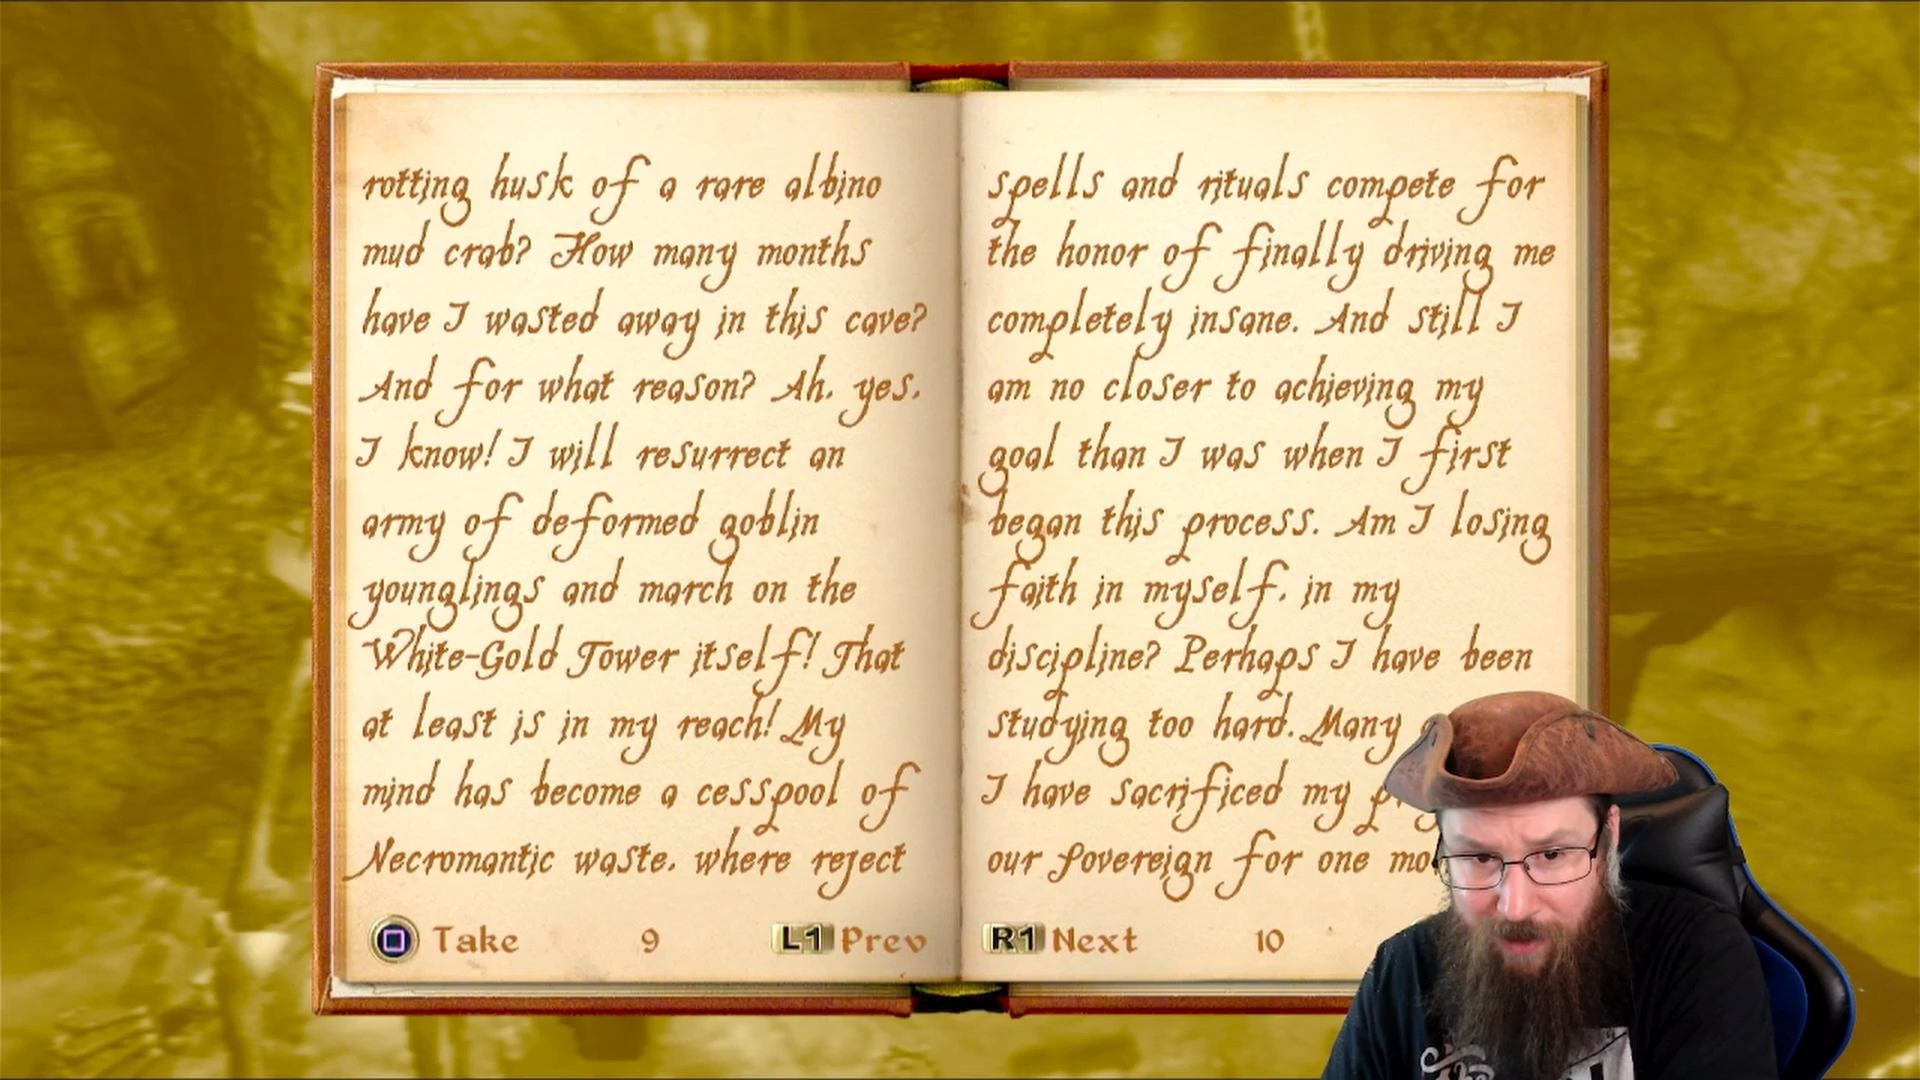 rotting husk of a rare albino
mud crab? How many months
have I wasted away in this cave?
And for what reason? Ah, yes,
I know! I will resurrect an
army of deformed goblin
younglings and march on the
White-Gold Tower itself! That
at least is in my reach! My
mind has become a cesspool of
Necromantic waste, where reject
spells and rituals compete for
the honor of finally driving me
completely insane. And still I
am no closer to achieving my
goal than I was when I first
began this process. Am I losing
faith in myself, in my
discipline? Perhaps I have been
studying too hard. Many
I have sacrificed my
our Sovereign for one
Take 9 L1 Prev R1 Next 10